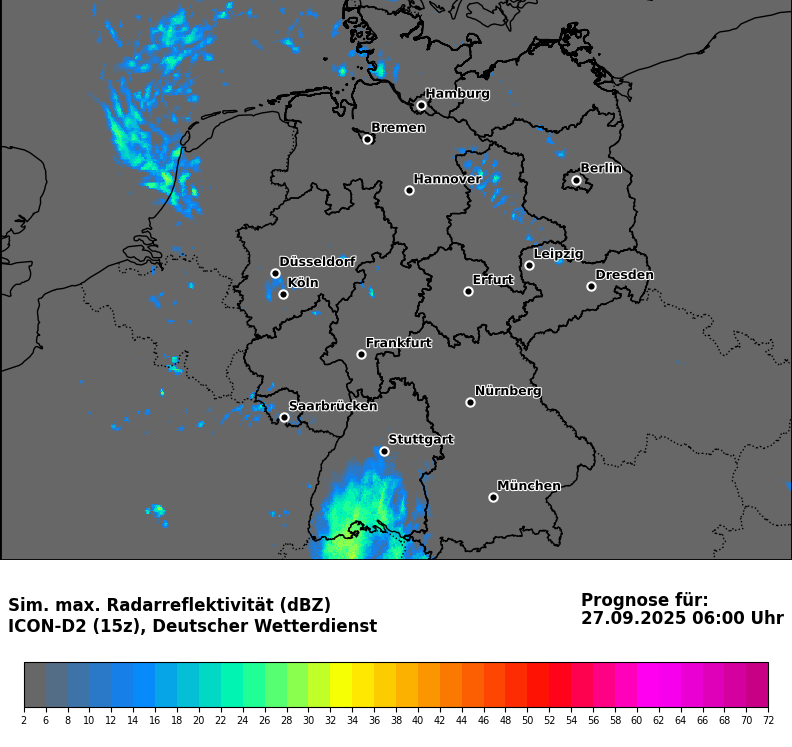 Hamburg
Bremen
Berlin
Hannover
Düsseldorf
Köln
Leipzig
Dresden
Erfurt
Frankfurt
Nürnberg
Saarbrücken
Stuttgart
München
Sim. max. Radarreflektivität (dBZ)
ICON-D2 (15z), Deutscher Wetterdienst
Prognose für:
27.09.2025 06:00 Uhr
2 6 8 10 12 14 16 18 20 22 24 26 28 30 32 34 36 38 40 42 44 46 48 50 52 54 56 58 60 62 64 66 68 70 72